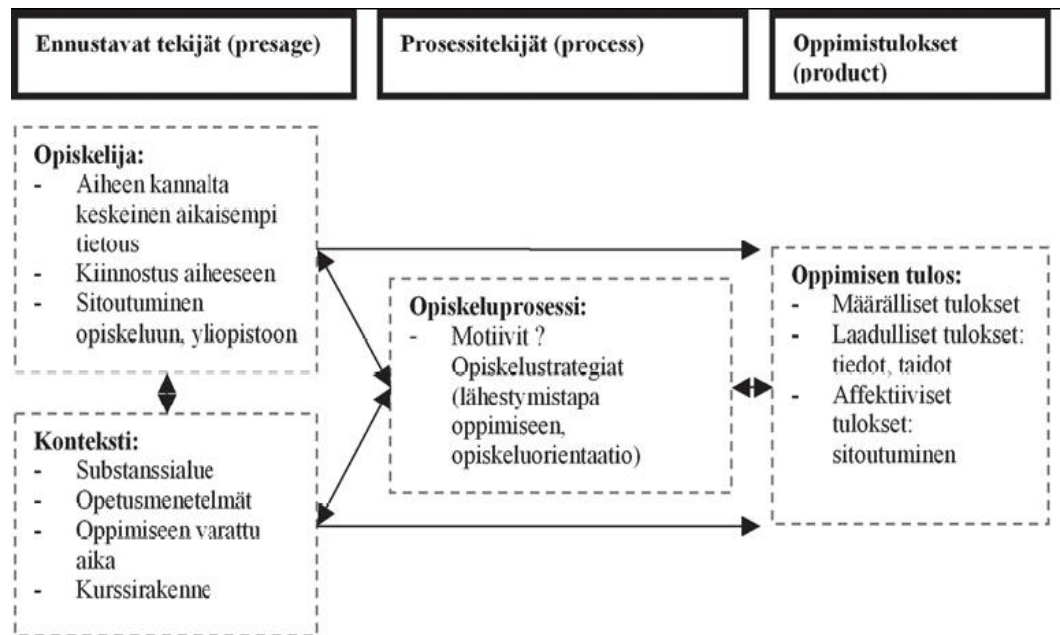 Ennustavat tekijät (presage)
Prosessitekijät (process)
Oppimistulokset
(product)
Opiskelija:
- Aiheen kannalta
keskeinen aikaisempi
tietous
- Kiinnostus aiheeseen
- Sitoutuminen
opiskeluun, yliopistoon
Konteksti:
- Substanssialue
- Opetusmenetelmät
- Oppimiseen varattu
aika
- Kurssirakenne
Opiskeluprosessi:
- Motiivit ?
Opiskelustrategiat
(lähestymistapa
oppimiseen,
opiskeluorientaatio)
Oppimisen tulos:
- Määrälliset tulokset
- Laadulliset tulokset:
tiedot, taidot
- Affektiiviset
tulokset:
sitoutuminen